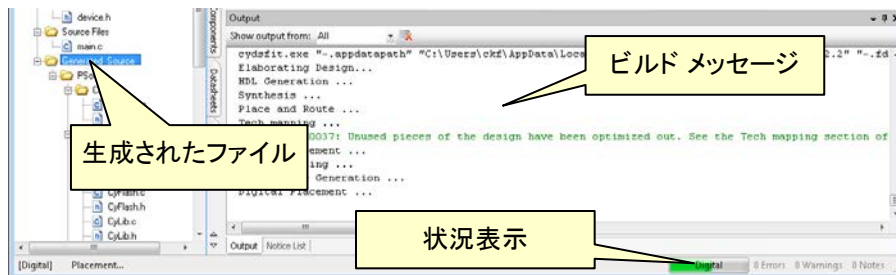 device.h
Source Files
main.c
Generated Source
PSo
CyFlash.c
CyFlash.h
CyLib.c
CyLib.h
Components
Datasheets
Output
Show output from: All
cydsfit.exe "-.appdatapath" "C:\Users\ckf\AppData\Loca 2.2" "-.fd
Elaborating Design...
HDL Generation ...
Synthesis ...
Place and Route ...
Tech mapping ...
0037: Unused pieces of the design have been optimized out. See the Tech mapping section of
ement ...
ing ...
Generation ...
Digital Placement ...
ビルド メッセージ
生成されたファイル
状況表示
Output Notice List
[Digital] Placement...
Digital 0 Errors 0 Warnings 0 Notes